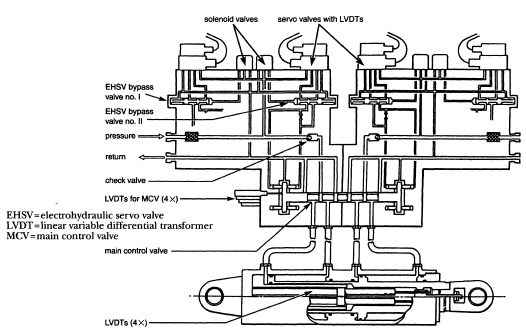 solenoid valves
servo valves with LVDTs
EHSV bypass
valve no. I
EHSV bypass
valve no. II
pressure
return
check valve
LVDTs for MCV (4×)
EHSV=electrohydraulic servo valve
LVDT=linear variable differential transformer
MCV=main control valve
main control valve
LVDTs (4×)